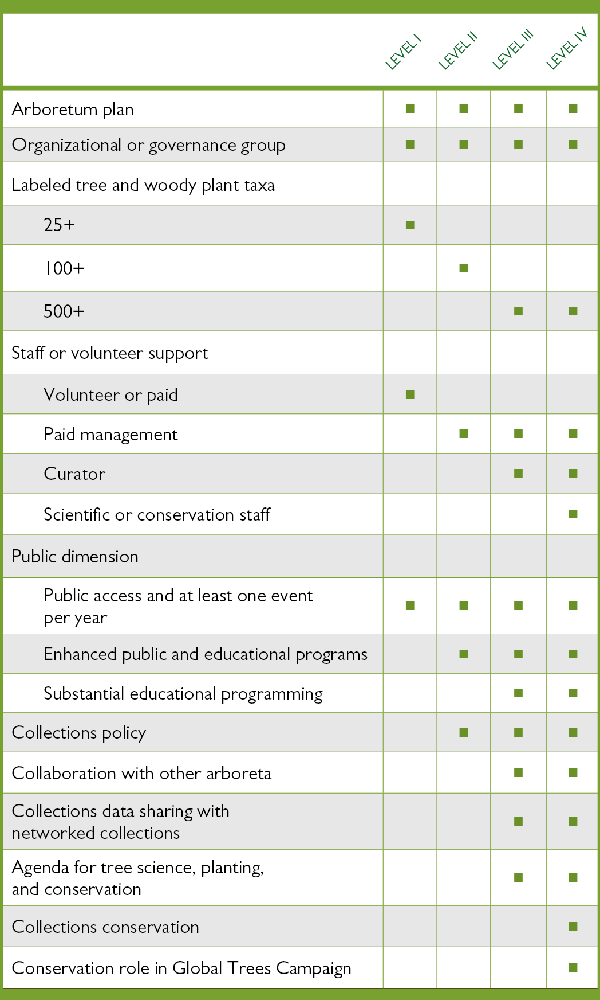 LEVEL I
LEVEL II
LEVEL III
LEVEL IV
Arboretum plan
Organizational or governance group
Labeled tree and woody plant taxa
25+
100+
500+
Staff or volunteer support
Volunteer or paid
Paid management
Curator
Scientific or conservation staff
Public dimension
Public access and at least one event
per year
Enhanced public and educational programs
Substantial educational programming
Collections policy
Collaboration with other arboreta
Collections data sharing with
networked collections
Agenda for tree science, planting,
and conservation
Collections conservation
Conservation role in Global Trees Campaign